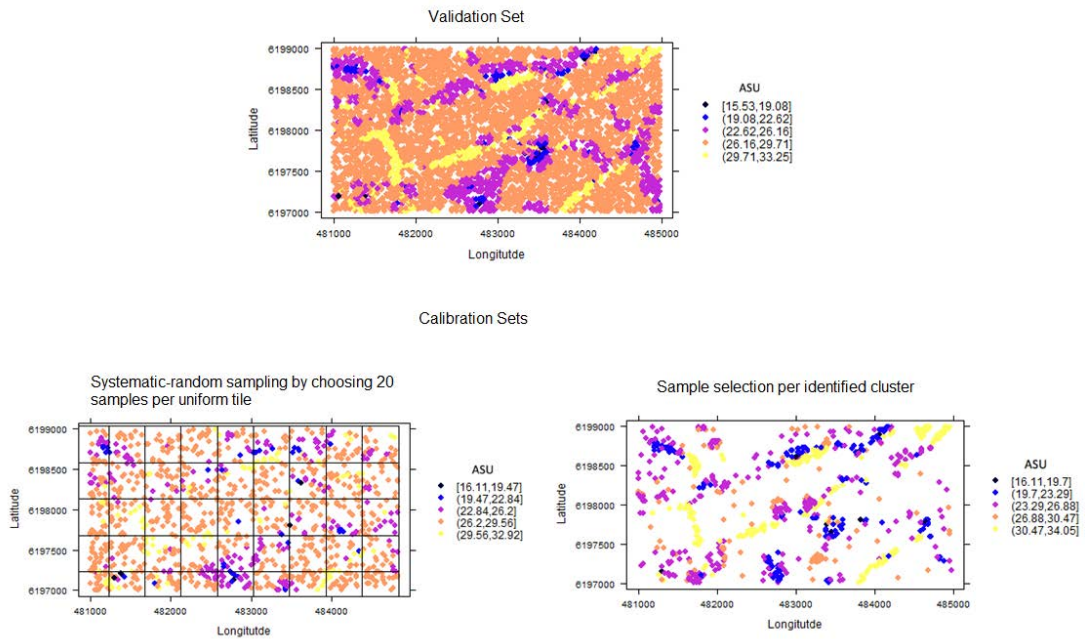 Validation Set
6199000
6198500
6198000
6197500
6197000
Latitude
481000 482000 483000 484000 485000
Longitutde
ASU
[15.53,19.08]
(19.08,22.62]
(22.62,26.16]
(26.16,29.71]
(29.71,33.25]
Calibration Sets
Systematic-random sampling by choosing 20
samples per uniform tile
6199000
6198500
6198000
6197500
6197000
Latitude
481000 482000 483000 484000
Longitutde
ASU
[16.11,19.47]
(19.47,22.84]
(22.84,26.2]
(26.2,29.56]
(29.56,32.92]
Sample selection per identified cluster
6199000
6198500
6198000
6197500
6197000
Latitude
481000 482000 483000 484000 485000
Longitutde
ASU
[16.11,19.7]
(19.7,23.29]
(23.29,26.88]
(26.88,30.47]
(30.47,34.05]